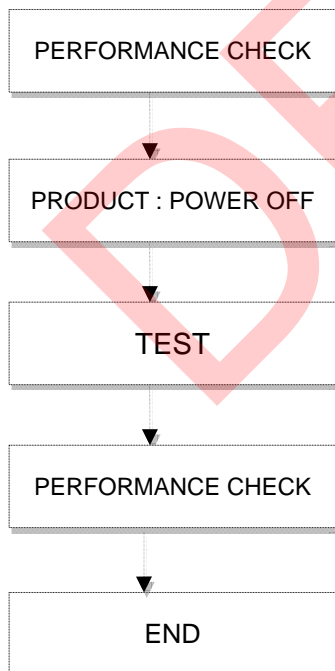 PERFORMANCE CHECK
PRODUCT : POWER OFF
TEST
PERFORMANCE CHECK
END